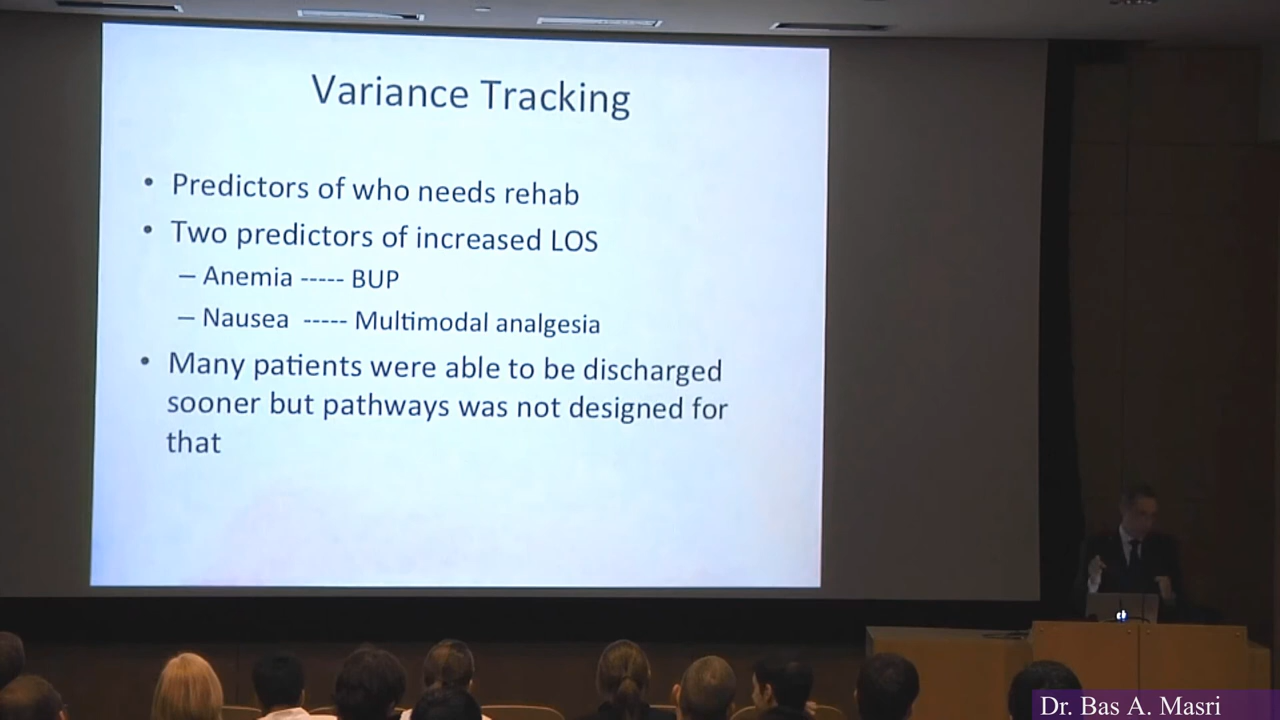 Variance Tracking
• Predictors of who needs rehab
• Two predictors of increased LOS
– Anemia ----- BUP
– Nausea ----- Multimodal analgesia
• Many patients were able to be discharged
sooner but pathways was not designed for
that
Dr. Bas A. Masri